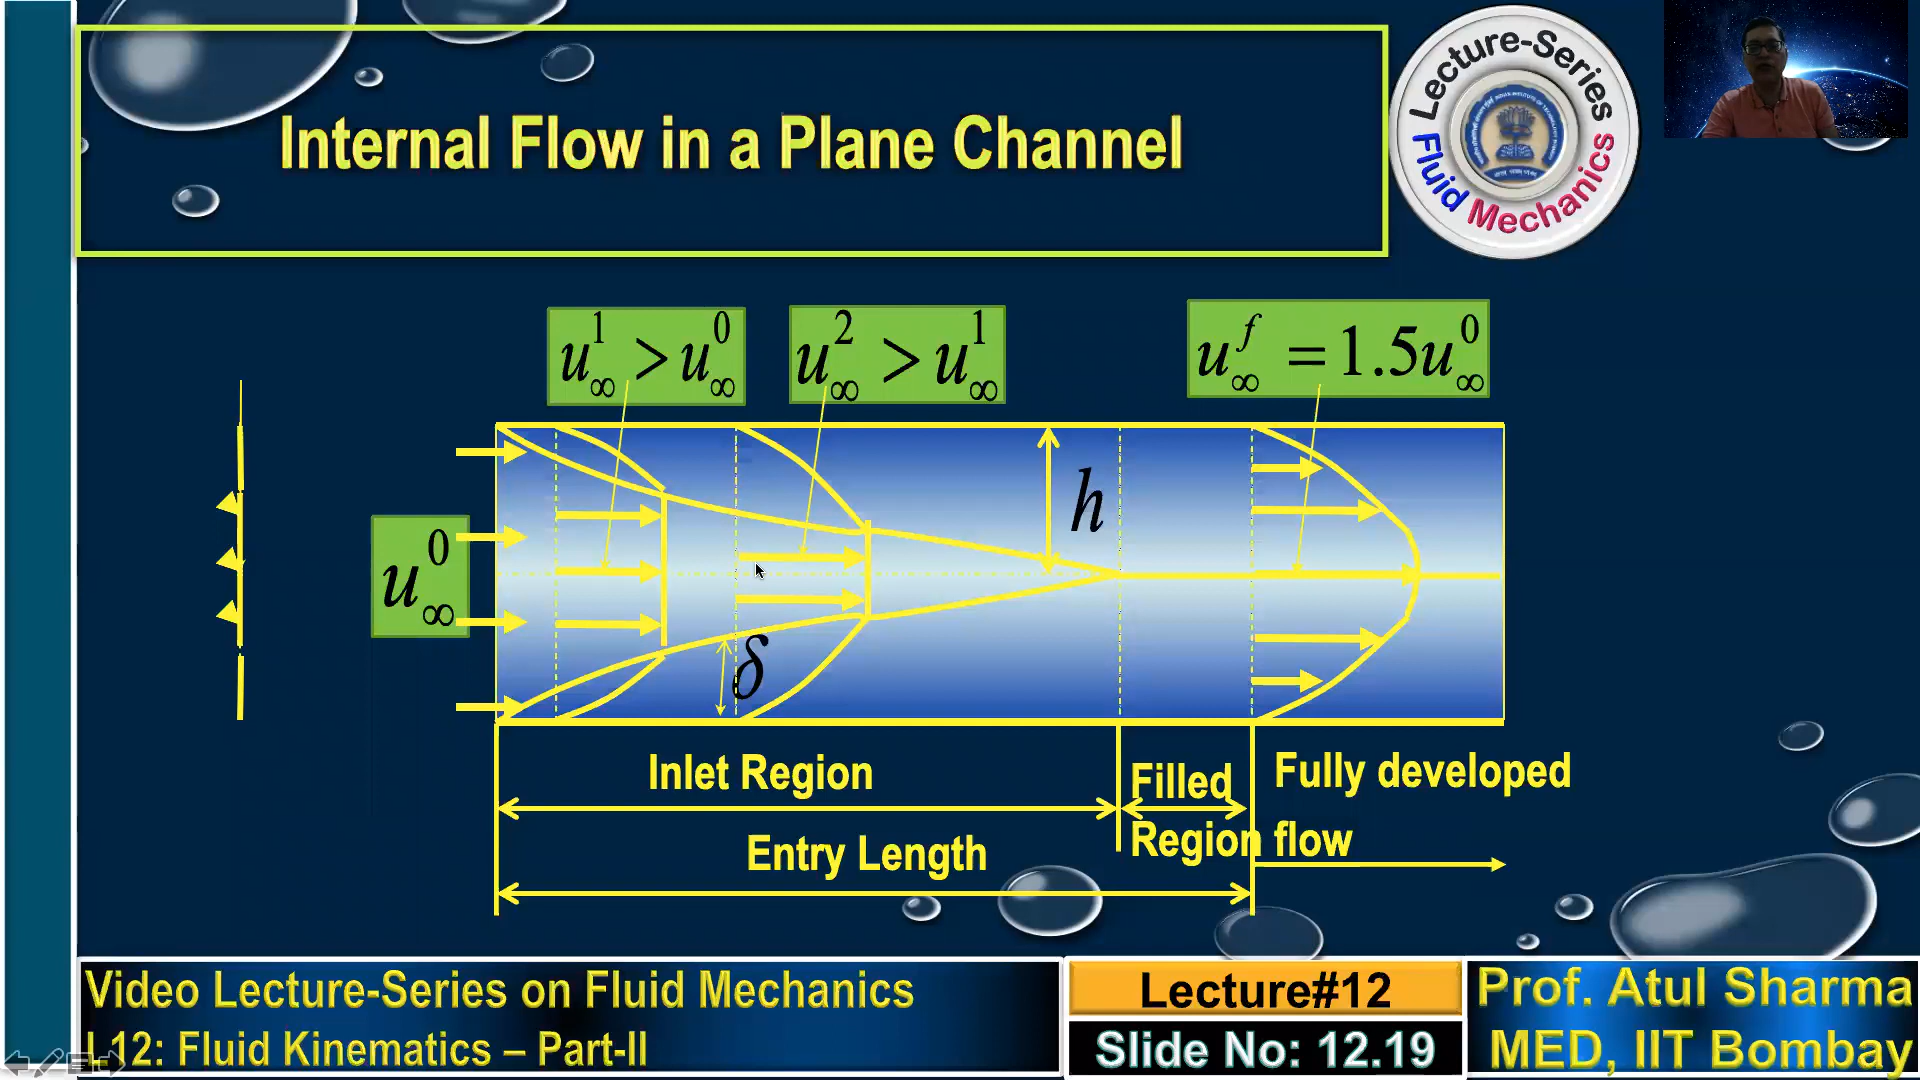 Internal Flow in a Plane Channel
Lecture-Series
Fluid Mechanics
u∞¹ > u∞⁰
u∞² > u∞¹
u∞ᶠ = 1.5u∞⁰
u∞⁰
h
δ
Inlet Region
Filled
Region
Fully developed
flow
Entry Length
Video Lecture-Series on Fluid Mechanics
L12: Fluid Kinematics – Part-II
Lecture#12
Slide No: 12.19
Prof. Atul Sharma
MED, IIT Bombay